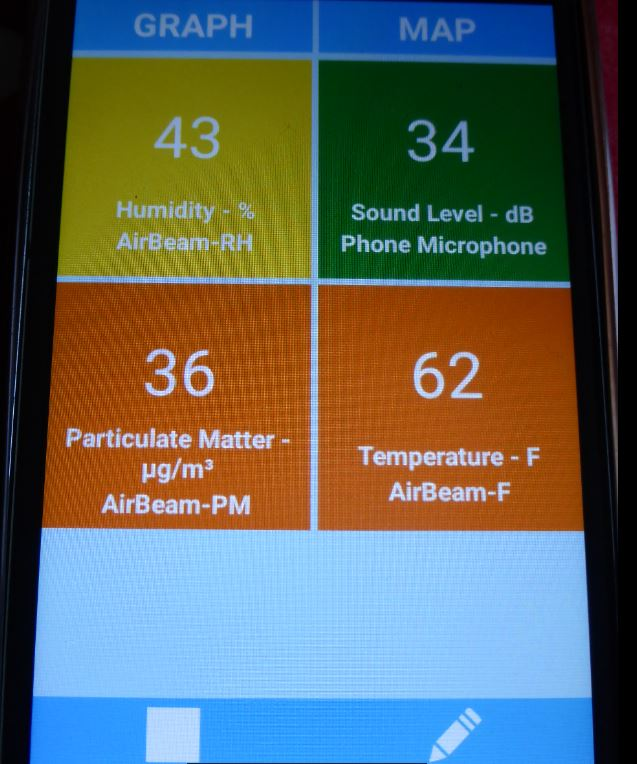 GRAPH
MAP
43
Humidity - %
AirBeam-RH
34
Sound Level - dB
Phone Microphone
36
Particulate Matter -
µg/m³
AirBeam-PM
62
Temperature - F
AirBeam-F